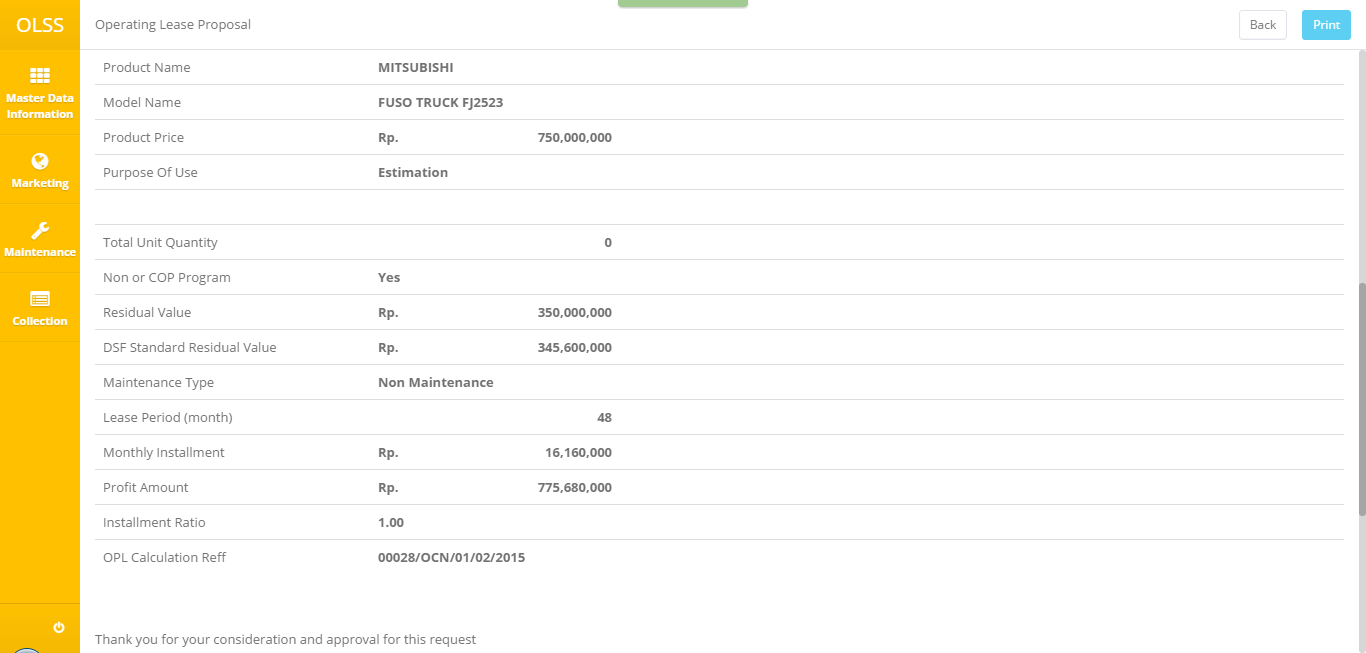 OLSS
Operating Lease Proposal
Back
Print
Master Data
Information
Marketing
Maintenance
Collection
Product Name MITSUBISHI
Model Name FUSO TRUCK FJ2523
Product Price Rp. 750,000,000
Purpose Of Use Estimation
Total Unit Quantity 0
Non or COP Program Yes
Residual Value Rp. 350,000,000
DSF Standard Residual Value Rp. 345,600,000
Maintenance Type Non Maintenance
Lease Period (month) 48
Monthly Installment Rp. 16,160,000
Profit Amount Rp. 775,680,000
Installment Ratio 1.00
OPL Calculation Reff 00028/OCN/01/02/2015
Thank you for your consideration and approval for this request